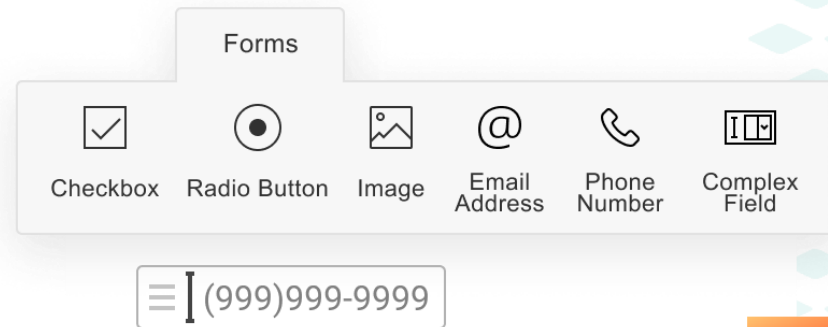 Forms
Checkbox Radio Button Image Email Address Phone Number Complex Field
(999)999-9999